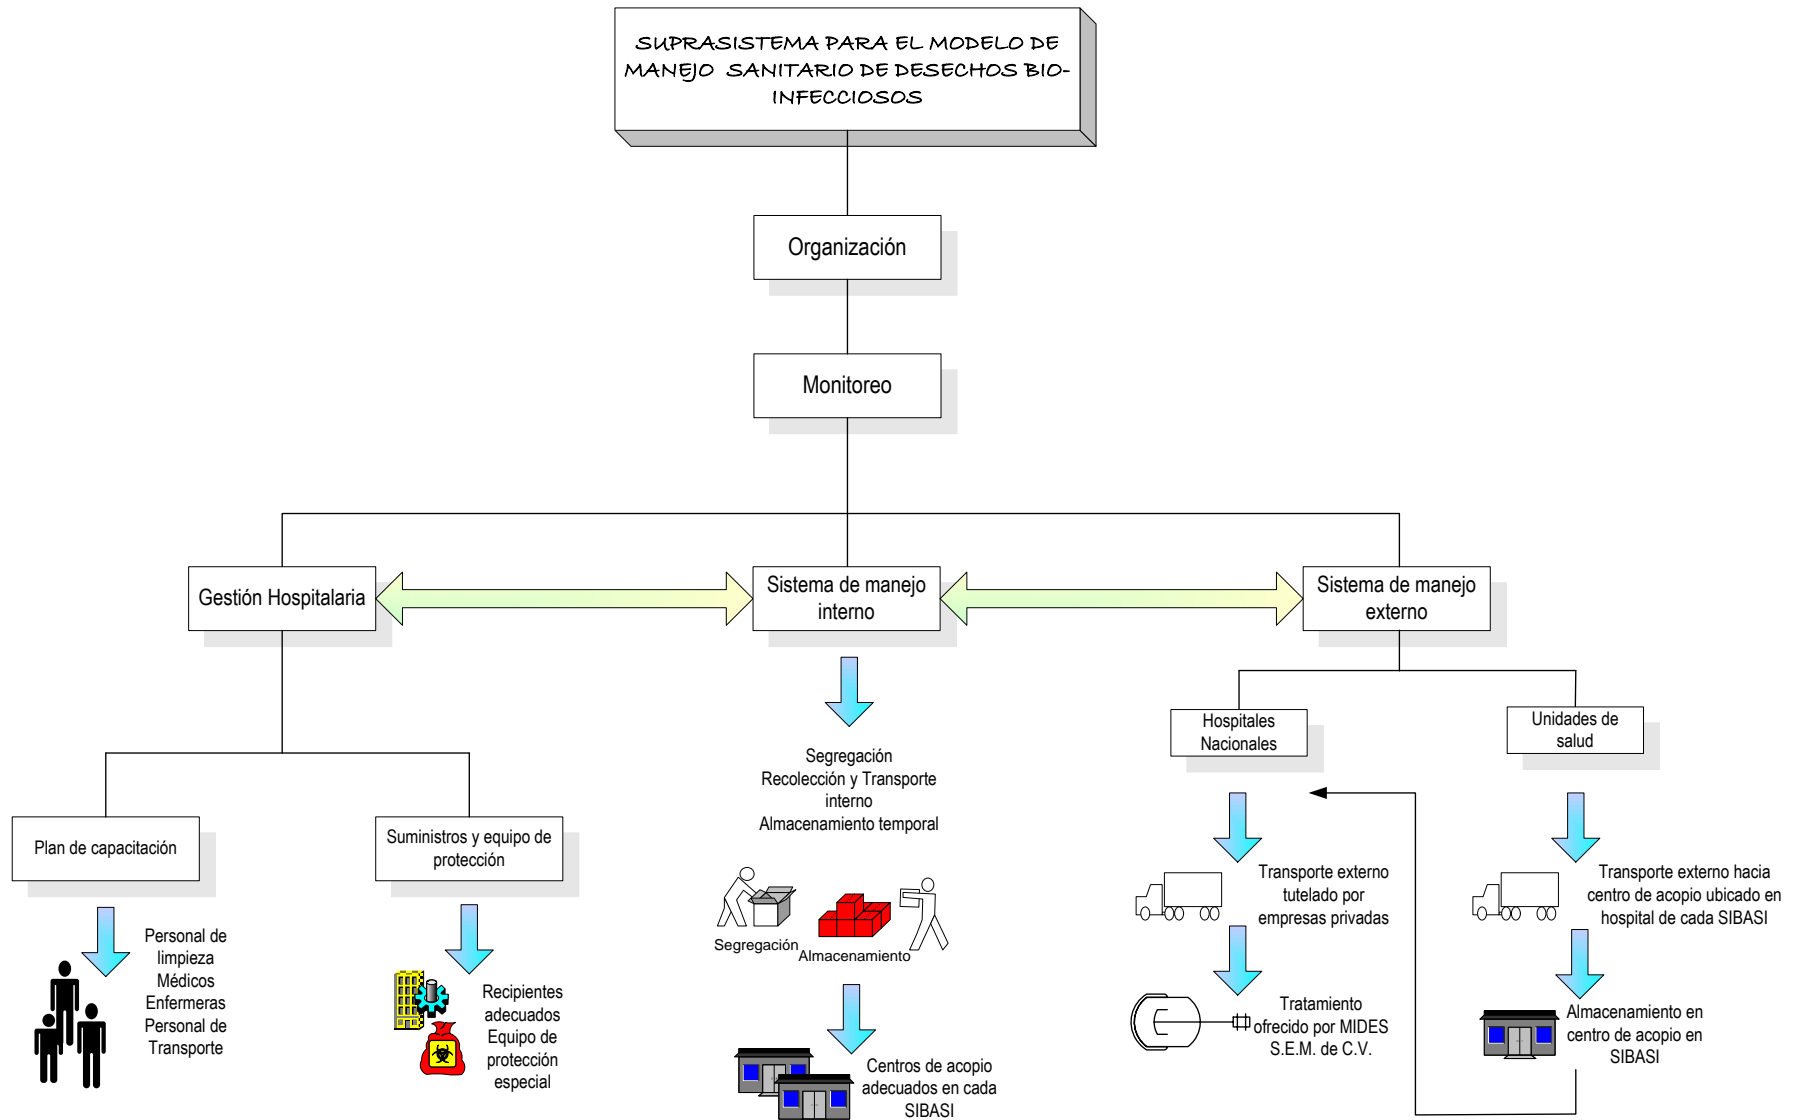 SUPRASISTEMA PARA EL MODELO DE
MANEJO SANITARIO DE DESECHOS BIO-
INFECCIOSOS
Organización
Monitoreo
Gestión Hospitalaria
Sistema de manejo
interno
Sistema de manejo
externo
Plan de capacitación
Suministros y equipo de
protección
Personal de
limpieza
Médicos
Enfermeras
Personal de
Transporte
Recipientes
adecuados
Equipo de
protección
especial
Segregación
Recolección y Transporte
interno
Almacenamiento temporal
Segregación
Almacenamiento
Centros de acopio
adecuados en cada
SIBASI
Hospitales
Nacionales
Transporte externo
tutelado por
empresas privadas
Tratamiento
ofrecido por MIDES
S.E.M. de C.V.
Unidades de
salud
Transporte externo hacia
centro de acopio ubicado en
hospital de cada SIBASI
Almacenamiento en
centro de acopio en
SIBASI